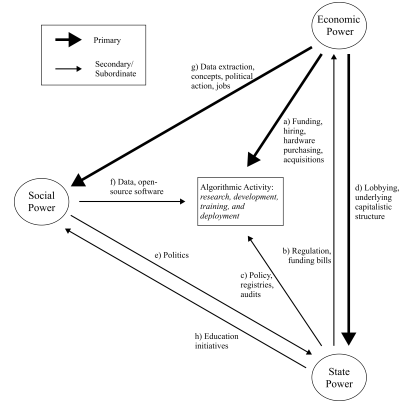 Economic
Power
Primary
Secondary/
Subordinate
g) Data extraction,
concepts, political
action, jobs
a) Funding,
hiring,
hardware
purchasing,
acquisitions
f) Data, open-
source software
Algorithmic Activity:
research, development,
training, and
deployment
d) Lobbying,
underlying
capitalistic
structure
Social
Power
b) Regulation,
funding bills
e) Politics
c) Policy,
registries,
audits
h) Education
initiatives
State
Power